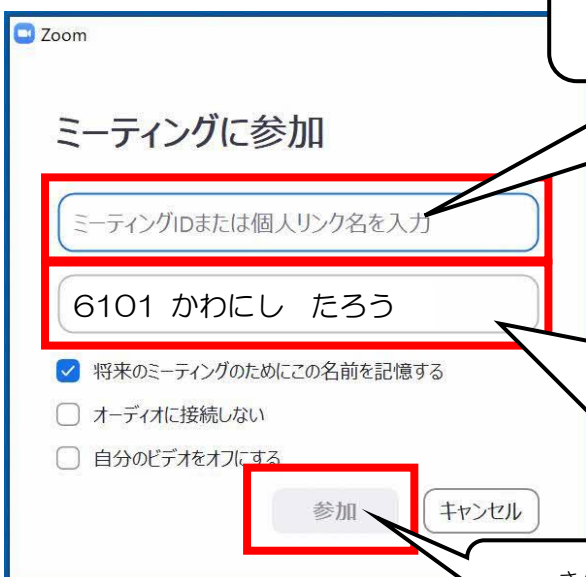 Zoom
ミーティングに参加
ミーティングIDまたは個人リンク名を入力
6101 かわにし たろう
将来のミーティングのためにこの名前を記憶する
オーディオに接続しない
自分のビデオをオフにする
参加 キャンセル